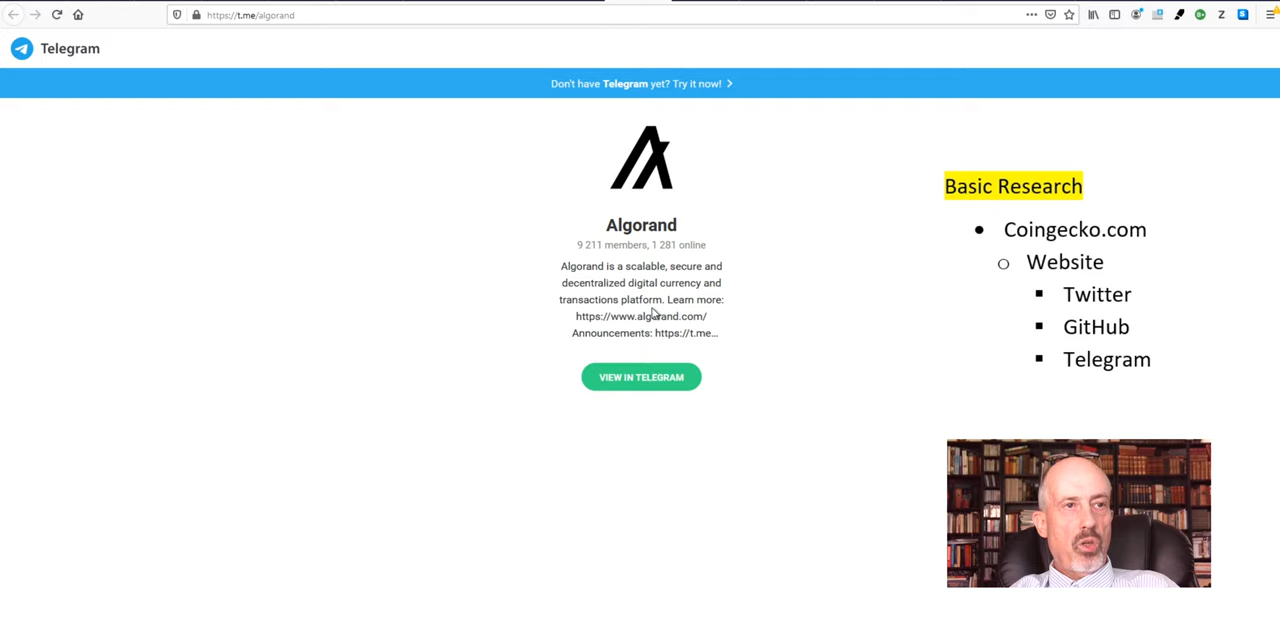 https://t.me/algorand
Telegram
Don't have Telegram yet? Try it now!
Algorand
9 211 members, 1 281 online
Algorand is a scalable, secure and
decentralized digital currency and
transactions platform. Learn more:
https://www.algorand.com/
Announcements: https://t.me...
VIEW IN TELEGRAM
Basic Research
Coingecko.com
Website
Twitter
GitHub
Telegram